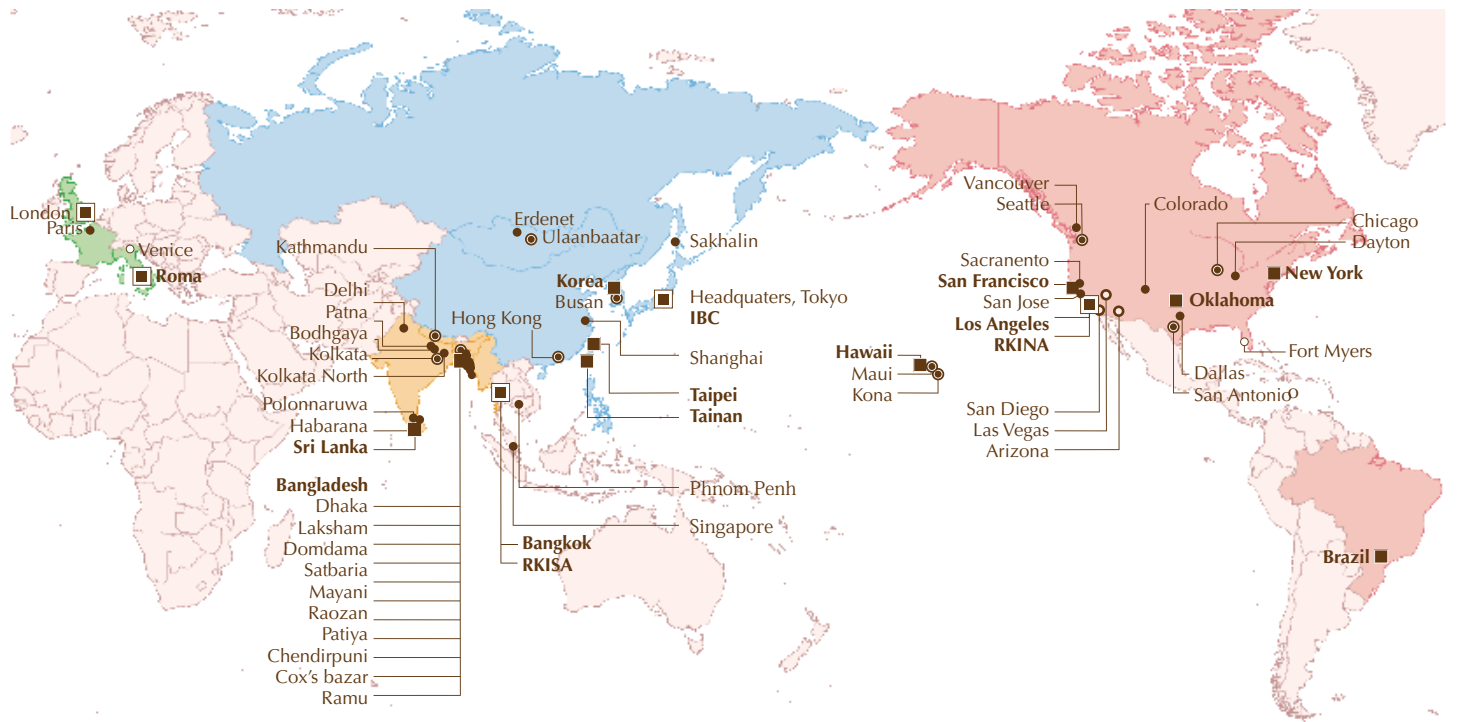 London
Paris
Venice
Roma
Kathmandu
Delhi
Patna
Bodhgaya
Kolkata
Kolkata North
Polonnaruwa
Habarana
Sri Lanka
Bangladesh
Dhaka
Laksham
Domdama
Satbaria
Mayani
Raozan
Patiya
Chendirpuni
Cox's bazar
Ramu
Erdenet
Ulaanbaatar
Sakhalin
Korea
Busan
Headquaters, Tokyo
IBC
Hong Kong
Shanghai
Taipei
Tainan
Phnom Penh
Singapore
Bangkok
RKISA
Hawaii
Maui
Kona
Vancouver
Seattle
Sacranento
San Francisco
San Jose
Los Angeles
RKINA
San Diego
Las Vegas
Arizona
Colorado
Chicago
Dayton
New York
Oklahoma
Fort Myers
Dallas
San Antonio
Brazil